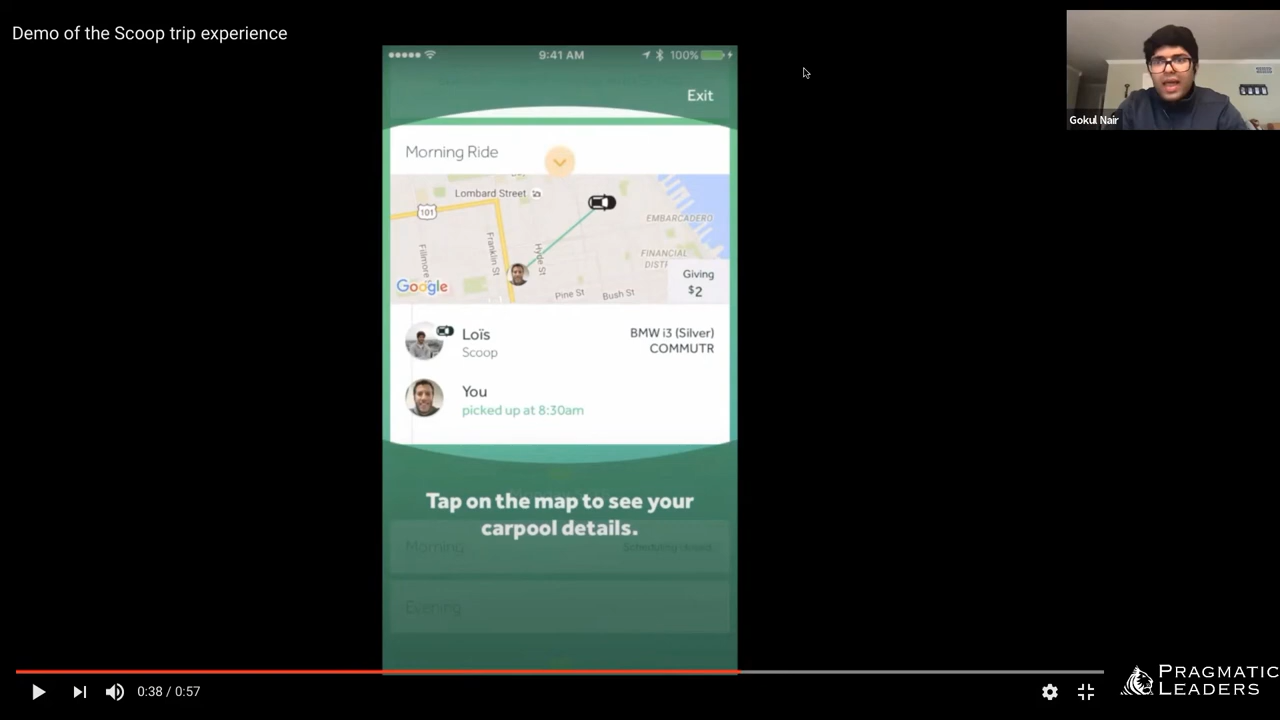 Demo of the Scoop trip experience
9:41 AM
100%
Exit
Gokul Nair
Morning Ride
Lombard Street
101
EMBARCADERO
Franklin St
Hyde St
Fillmore
FINANCIAL
DIST
Giving
$2
Google
Pine St
Bush St
Loïs
Scoop
BMW i3 (Silver)
COMMUTR
You
picked up at 8:30am
Tap on the map to see your
carpool details.
Morning
Evening
0:38 / 0:57
PRAGMATIC
LEADERS